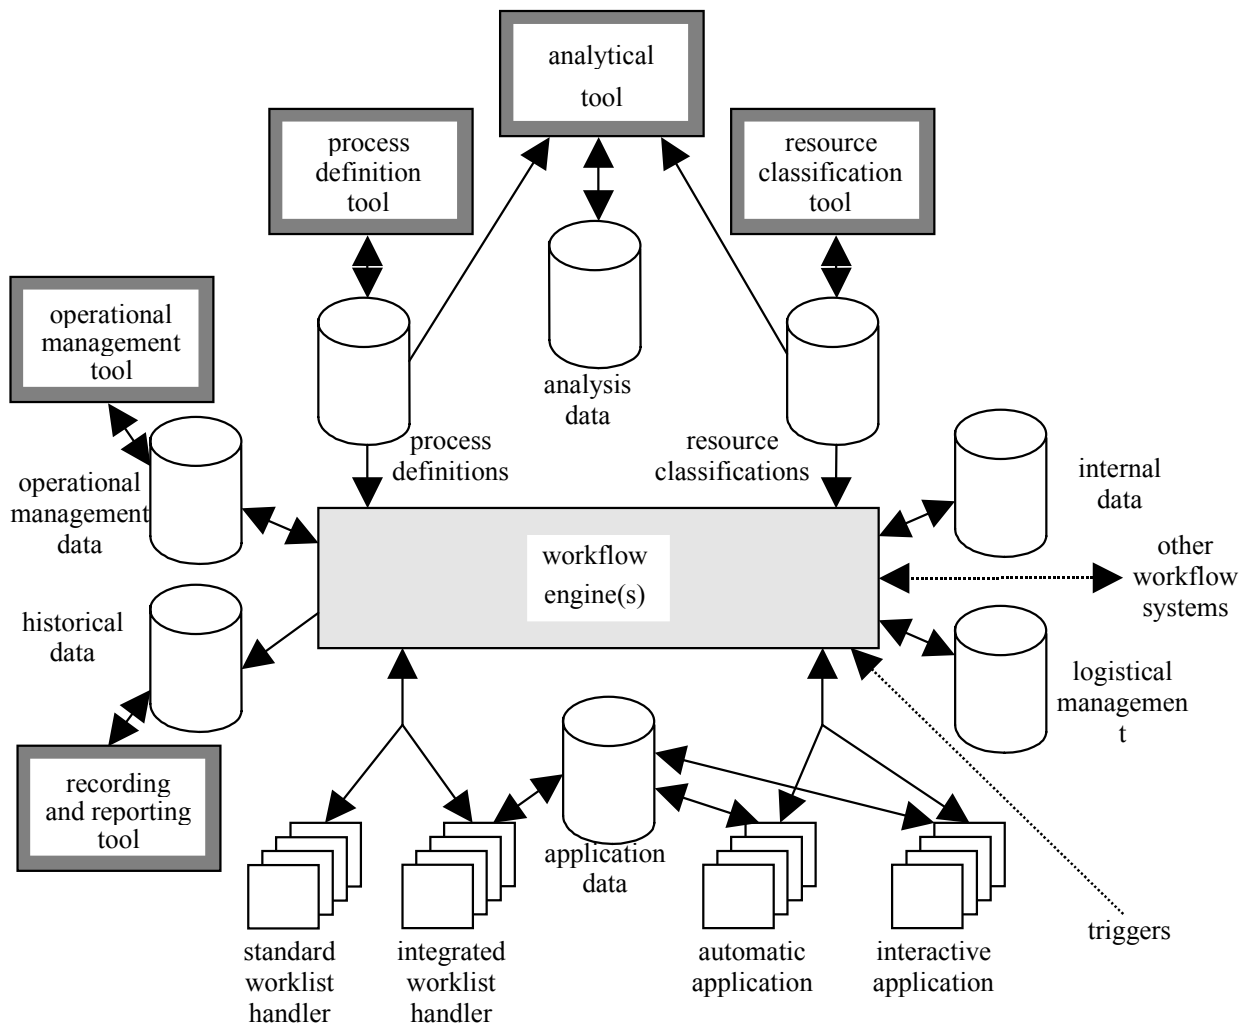 analytical
tool
process
definition
tool
resource
classification
tool
operational
management
tool
analysis
data
process
definitions
resource
classifications
internal
data
operational
management
data
other
workflow
systems
workflow
engine(s)
historical
data
logistical
managemen
t
recording
and reporting
tool
application
data
triggers
standard
worklist
handler
integrated
worklist
handler
automatic
application
interactive
application